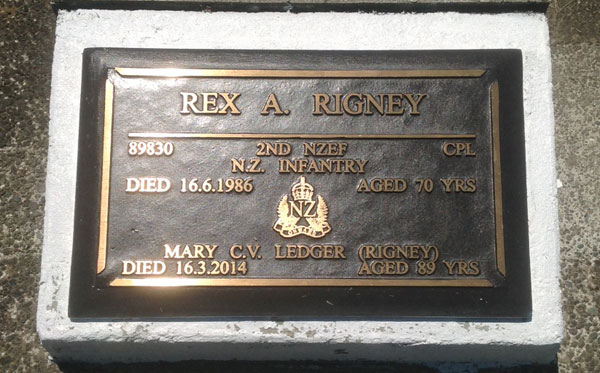 REX A. RIGNEY
89830 2ND NZEF CPL
N.Z. INFANTRY
DIED 16.6.1986 AGED 70 YRS
NZ
ONWARD
MARY C.V. LEDGER (RIGNEY)
DIED 16.3.2014 AGED 89 YRS